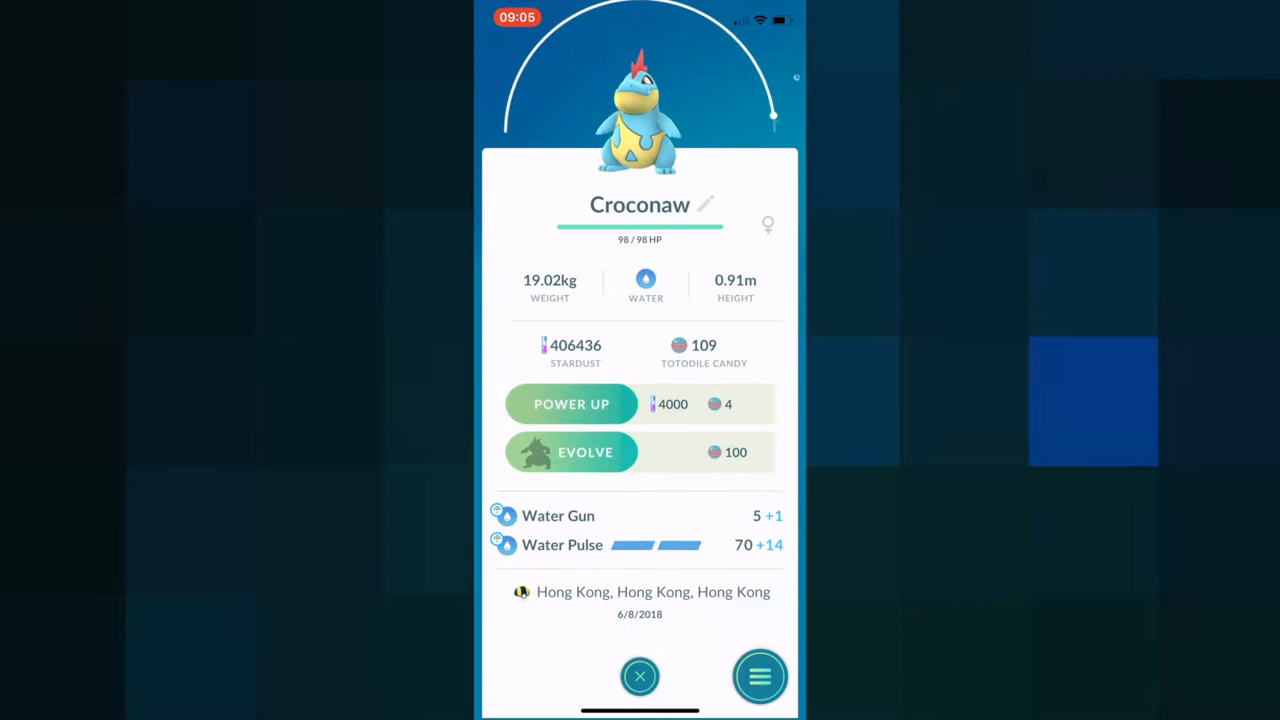 09:05
Croconaw
98 / 98 HP
19.02kg
WEIGHT
WATER
0.91m
HEIGHT
406436
STARDUST
109
TOTODILE CANDY
POWER UP
4000
4
EVOLVE
100
Water Gun 5 +1
Water Pulse 70 +14
Hong Kong, Hong Kong, Hong Kong
6/8/2018